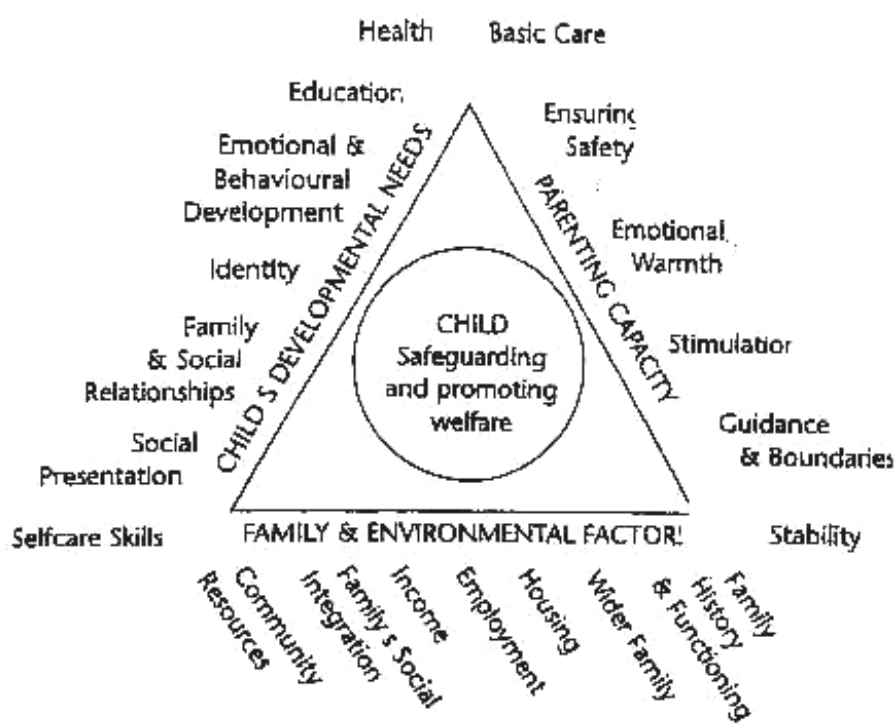 Health
Basic Care
Education
Ensuring
Safety
Emotional &
Behavioural
Development
Emotional
Warmth
Identity
Stimulation
Family
& Social
Relationships
Guidance
& Boundaries
Social
Presentation
Selfcare Skills
Stability
CHILD S DEVELOPMENTAL NEEDS
PARENTING CAPACITY
CHILD
Safeguarding
and promoting
welfare
FAMILY & ENVIRONMENTAL FACTORS
Community
Resources
Family s Social
Integration
Income
Employment
Housing
Wider Family
Family
History
& Functioning